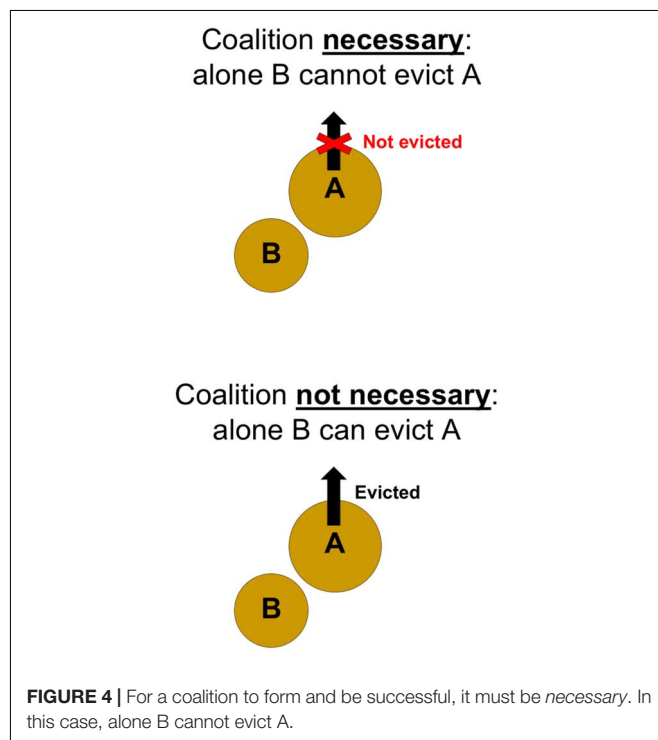 Coalition necessary:
alone B cannot evict A
Not evicted
A
B
Coalition not necessary:
alone B can evict A
Evicted
A
B
FIGURE 4 | For a coalition to form and be successful, it must be necessary. In
this case, alone B cannot evict A.